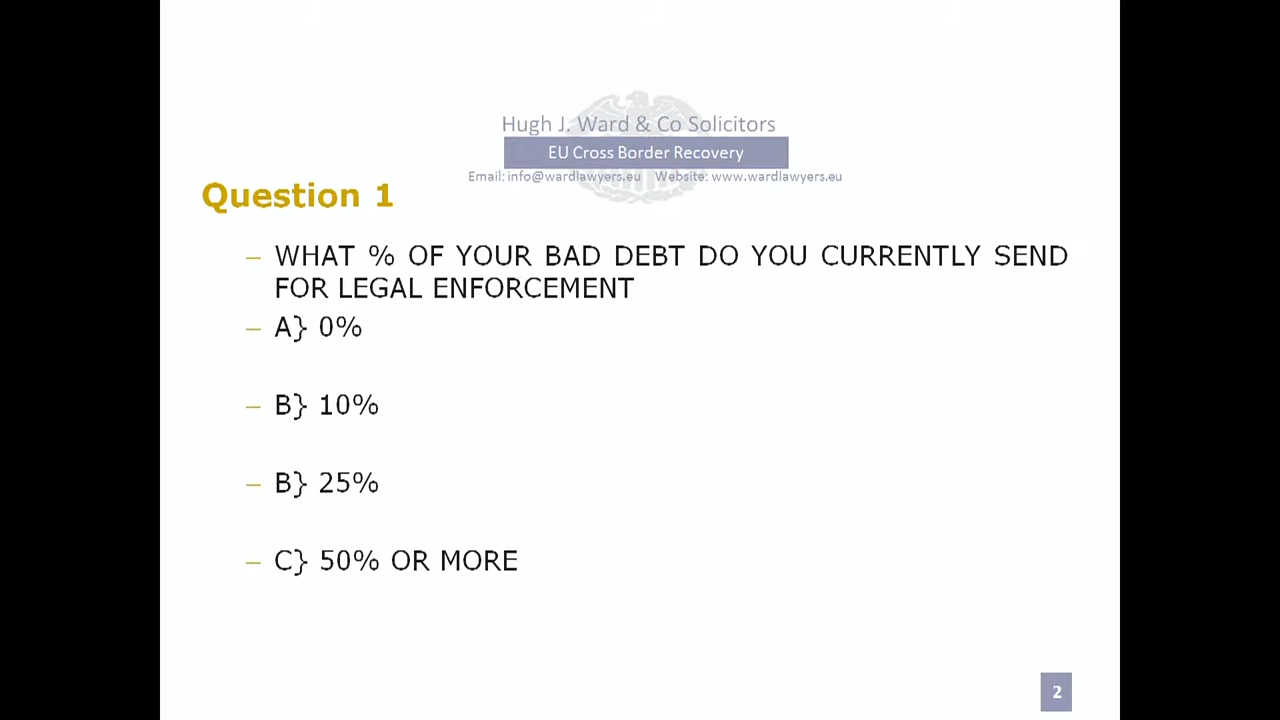 Hugh J. Ward & Co Solicitors
EU Cross Border Recovery
Email: info@wardlawyers.eu Website: www.wardlawyers.eu
Question 1
– WHAT % OF YOUR BAD DEBT DO YOU CURRENTLY SEND
FOR LEGAL ENFORCEMENT
– A} 0%
– B} 10%
– B} 25%
– C} 50% OR MORE
2